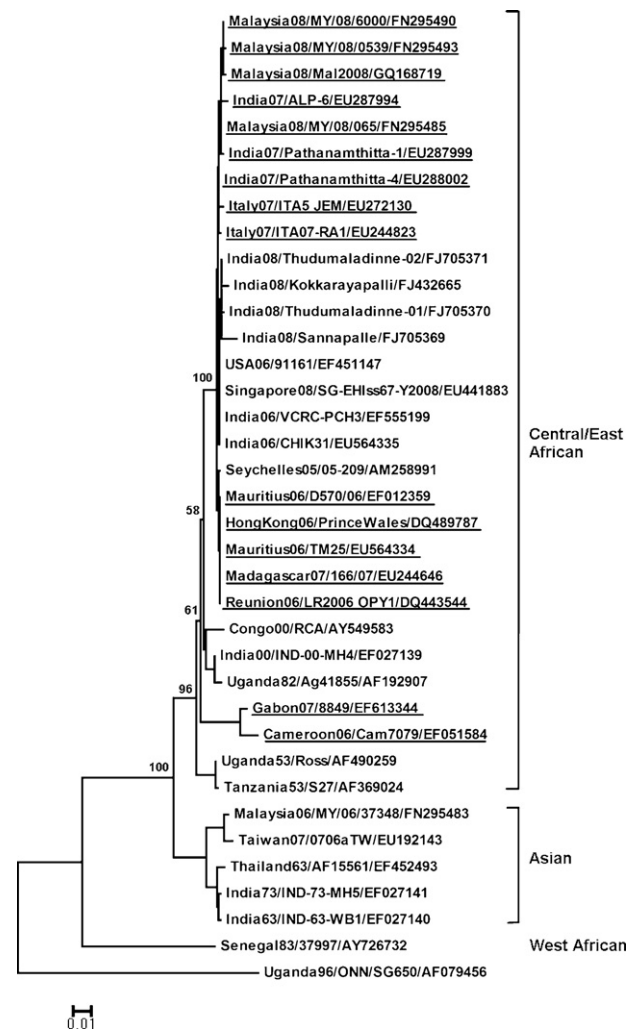 Malaysia08/MY/08/6000/FN295490
Malaysia08/MY/08/0539/FN295493
Malaysia08/Mal2008/GQ168719
India07/ALP-6/EU287994
Malaysia08/MY/08/065/FN295485
India07/Pathanamthitta-1/EU287999
India07/Pathanamthitta-4/EU288002
Italy07/ITA5 JEM/EU272130
Italy07/ITA07-RA1/EU244823
India08/Thudumaladinne-02/FJ705371
India08/Kokkarayapalli/FJ432665
India08/Thudumaladinne-01/FJ705370
India08/Sannapalle/FJ705369
USA06/91161/EF451147
100
Singapore08/SG-EHIss67-Y2008/EU441883
India06/VCRC-PCH3/EF555199
Central/East
African
India06/CHIK31/EU564335
Seychelles05/05-209/AM258991
Mauritius06/D570/06/EF012359
58
HongKong06/PrinceWales/DQ489787
Mauritius06/TM25/EU564334
Madagascar07/166/07/EU244646
Reunion06/LR2006 OPY1/DQ443544
61
Congo00/RCA/AY549583
India00/IND-00-MH4/EF027139
Uganda82/Ag41855/AF192907
96
Gabon07/8849/EF613344
Cameroon06/Cam7079/EF051584
Uganda53/Ross/AF490259
100
Tanzania53/S27/AF369024
Malaysia06/MY/06/37348/FN295483
Taiwan07/0706aTW/EU192143
Asian
Thailand63/AF15561/EF452493
India73/IND-73-MH5/EF027141
India63/IND-63-WB1/EF027140
Senegal83/37997/AY726732
West African
Uganda96/ONN/SG650/AF079456
0.01